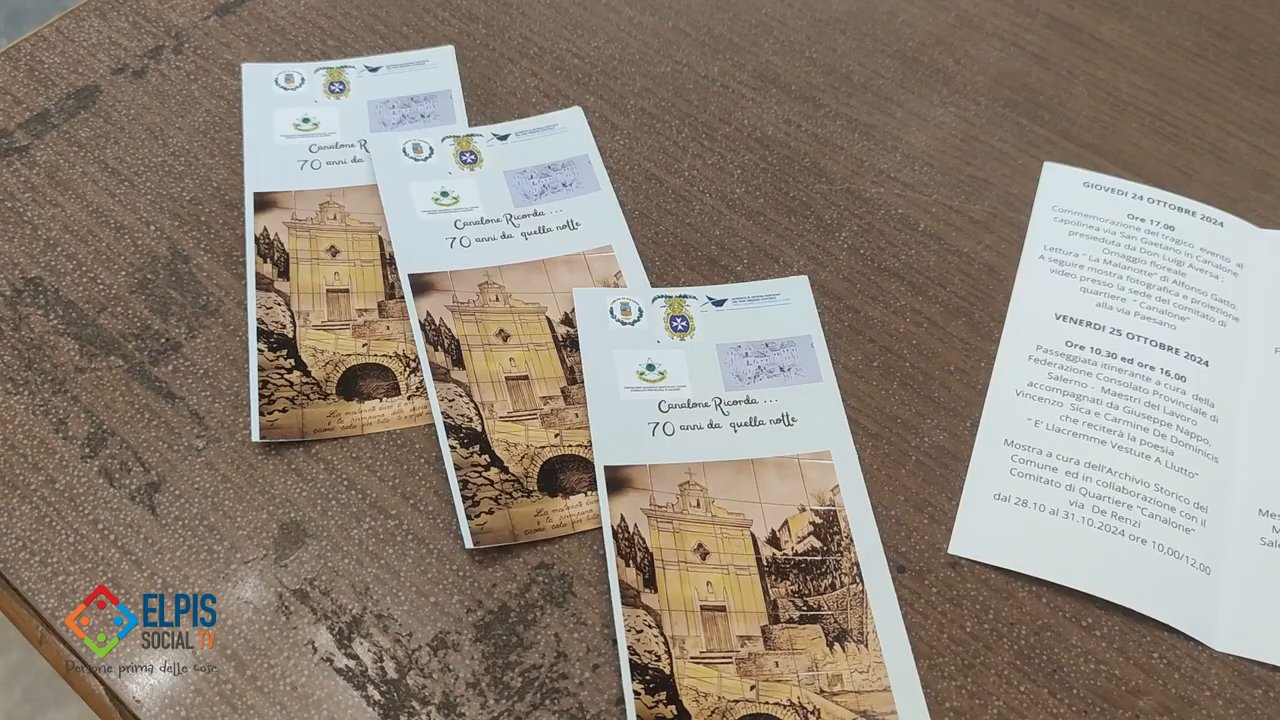 Canalone R
70 anni da
Canalone Ricorda ...
70 anni da quella notte
Canalone Ricorda ...
70 anni da quella notte
GIOVEDI 24 OTTOBRE 2024
Ore 17.00
Commemorazione del tragico evento al
capolinea via San Gaetano in Canalone
presieduta da Don Luigi Aversa ;
Omaggio floreale
Lettura " La Malanotte" di Alfonso Gatto,
A seguire mostra fotografica e proiezione
video presso la sede del comitato di
quartiere " Canalone"
alla via Paesano
VENERDI 25 OTTOBRE 2024
Ore 10.30 ed ore 16,00
Passeggiata itinerante a cura della
Federazione Consolato Provinciale di
Salerno - Maestri del Lavoro
accompagnati da Giuseppe Nappo,
Vincenzo Sica e Carmine De Dominicis
che reciterà la poesia
" E' Llacremme Vestute A Llutto"
Mostra a cura dell'Archivio Storico del
Comune ed in collaborazione con il
Comitato di Quartiere "Canalone"
via De Renzi
dal 28.10 al 31.10.2024 ore 10,00/12,00
ELPIS
SOCIAL TV
Persone prima delle cose